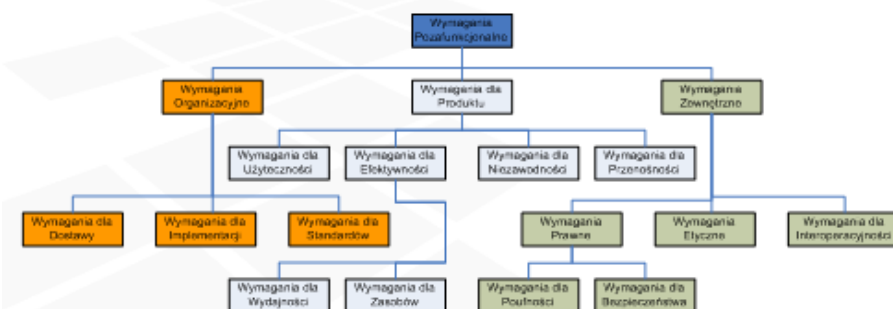 Wymagania
Pozafunkcjonalne
Wymagania
Organizacyjne
Wymagania dla
Produktu
Wymagania
Zewnętrzne
Wymagania dla
Użyteczności
Wymagania dla
Efektywności
Wymagania dla
Niezawodności
Wymagania dla
Przenośności
Wymagania dla
Dostawy
Wymagania dla
Implementacji
Wymagania dla
Standardów
Wymagania
Prawne
Wymagania
Etyczne
Wymagania dla
Interoperacyjności
Wymagania dla
Wydajności
Wymagania dla
Zasobów
Wymagania dla
Poufności
Wymagania dla
Bezpieczeństwa